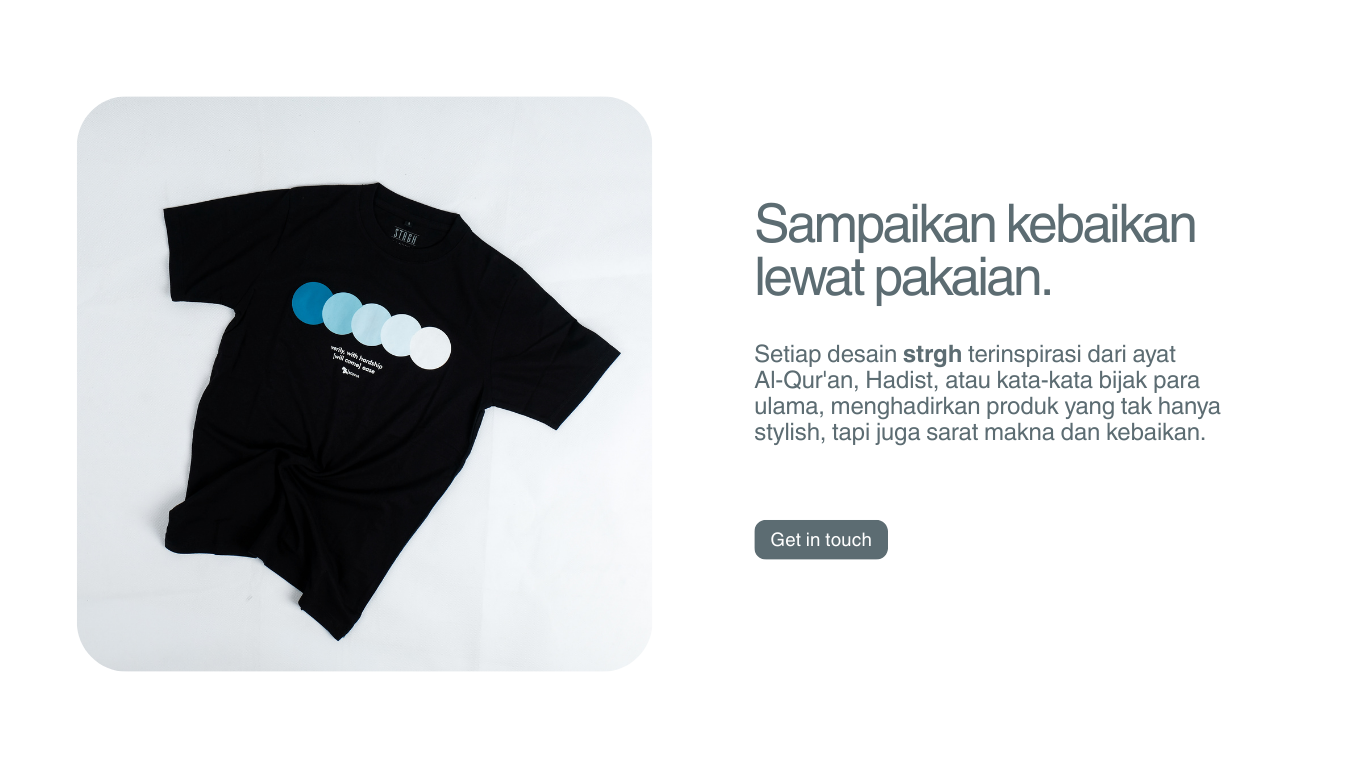 STRGH
verily, with hardship
[will come] ease
Sampaikan kebaikan
lewat pakaian.
Setiap desain strgh terinspirasi dari ayat
Al-Qur'an, Hadist, atau kata-kata bijak para
ulama, menghadirkan produk yang tak hanya
stylish, tapi juga sarat makna dan kebaikan.
Get in touch